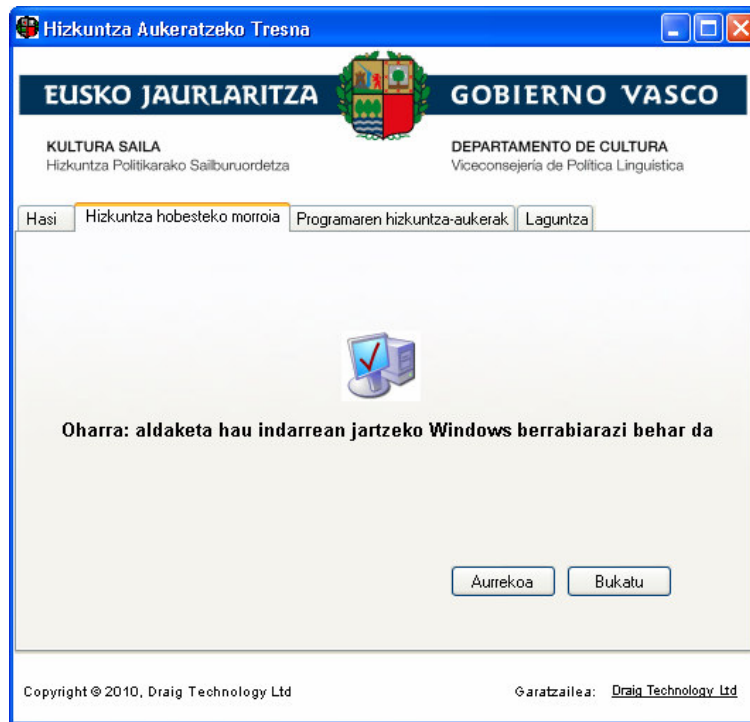 Hizkuntza Aukeratzeko Tresna
EUSKO JAURLARITZA
GOBIERNO VASCO
KULTURA SAILA
Hizkuntza Politikarako Sailburuordetza
DEPARTAMENTO DE CULTURA
Viceconsejería de Política Linguística
Hasi
Hizkuntza hobesteko morroia
Programaren hizkuntza-aukerak
Laguntza
Oharra: aldaketa hau indarrean jartzeko Windows berrabiarazi behar da
Aurrekoa
Bukatu
Copyright © 2010, Draig Technology Ltd
Garatzailea: Draig Technology Ltd